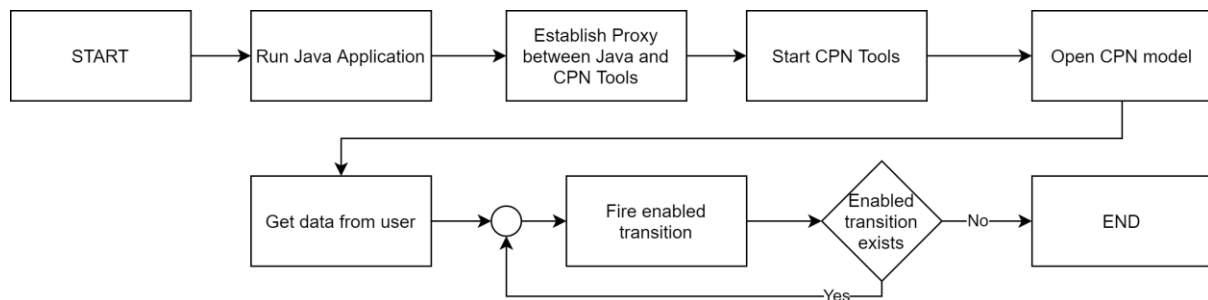 START
Run Java Application
Establish Proxy
between Java and
CPN Tools
Start CPN Tools
Open CPN model
Get data from user
Fire enabled
transition
Enabled
transition
exists
No
END
Yes